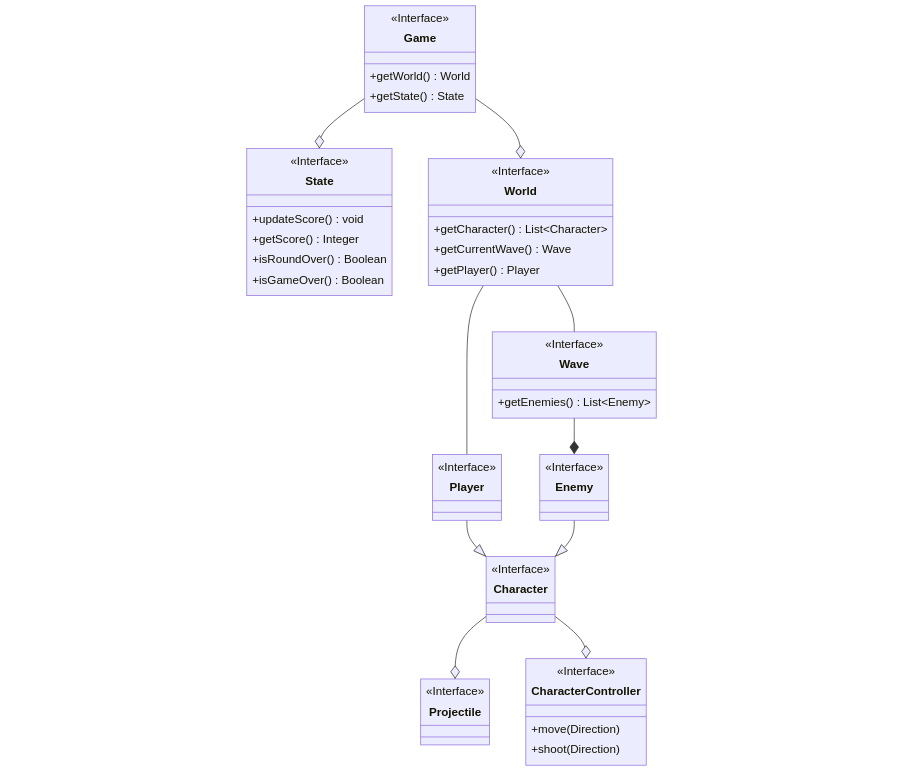 «Interface»
Game
+getWorld() : World
+getState() : State
«Interface»
State
+updateScore() : void
+getScore() : Integer
+isRoundOver() : Boolean
+isGameOver() : Boolean
«Interface»
World
+getCharacter() : List<Character>
+getCurrentWave() : Wave
+getPlayer() : Player
«Interface»
Wave
+getEnemies() : List<Enemy>
«Interface»
Player
«Interface»
Enemy
«Interface»
Character
«Interface»
Projectile
«Interface»
CharacterController
+move(Direction)
+shoot(Direction)